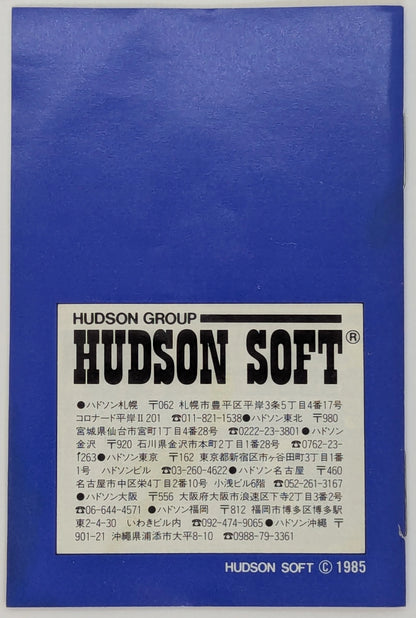 HUDSON GROUP
HUDSON SOFT®
●ハドソン札幌 〒062 札幌市豊平区平岸3条5丁目4番17号
コロナード平岸Ⅱ201 ☎011-821-1538●ハドソン東北 〒980
宮城県仙台市宮町1丁目4番28号 ☎0222-23-3801●ハドソン
金沢 〒920 石川県金沢市本町2丁目1番28号 ☎0762-23-
1263●ハドソン東京 〒162 東京都新宿区市ヶ谷田町3丁目1番
1号 ハドソンビル ☎03-260-4622●ハドソン名古屋 〒460
名古屋市中区栄4丁目2番10号 小浅ビル6階 ☎052-261-3167
●ハドソン大阪 〒556 大阪府大阪市浪速区下寺2丁目3番2号
☎06-644-4571 ●ハドソン福岡 〒812 福岡市博多区博多駅
東2-4-30 いわきビル内 ☎092-474-9065●ハドソン沖縄 〒
901-21 沖縄県浦添市大平8-10 ☎0988-79-3361
HUDSON SOFT © 1985